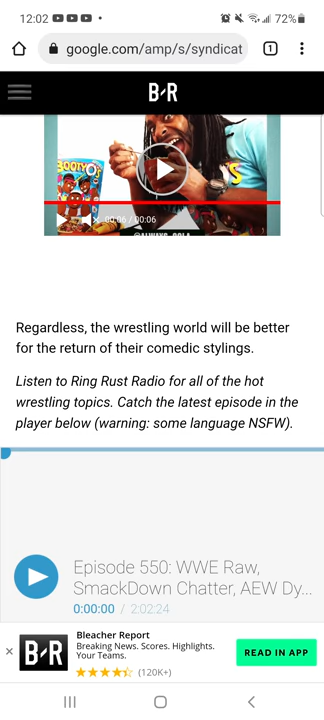 12:02
72%
google.com/amp/s/syndicat
1
B/R
BOOTY O'S
00:06 / 00:06
@ALWAYS_COLA
Regardless, the wrestling world will be better
for the return of their comedic stylings.
Listen to Ring Rust Radio for all of the hot
wrestling topics. Catch the latest episode in the
player below (warning: some language NSFW).
Episode 550: WWE Raw,
SmackDown Chatter, AEW Dy...
0:00:00 / 2:02:24
B/R
Bleacher Report
Breaking News. Scores. Highlights.
Your Teams.
(120K+)
READ IN APP